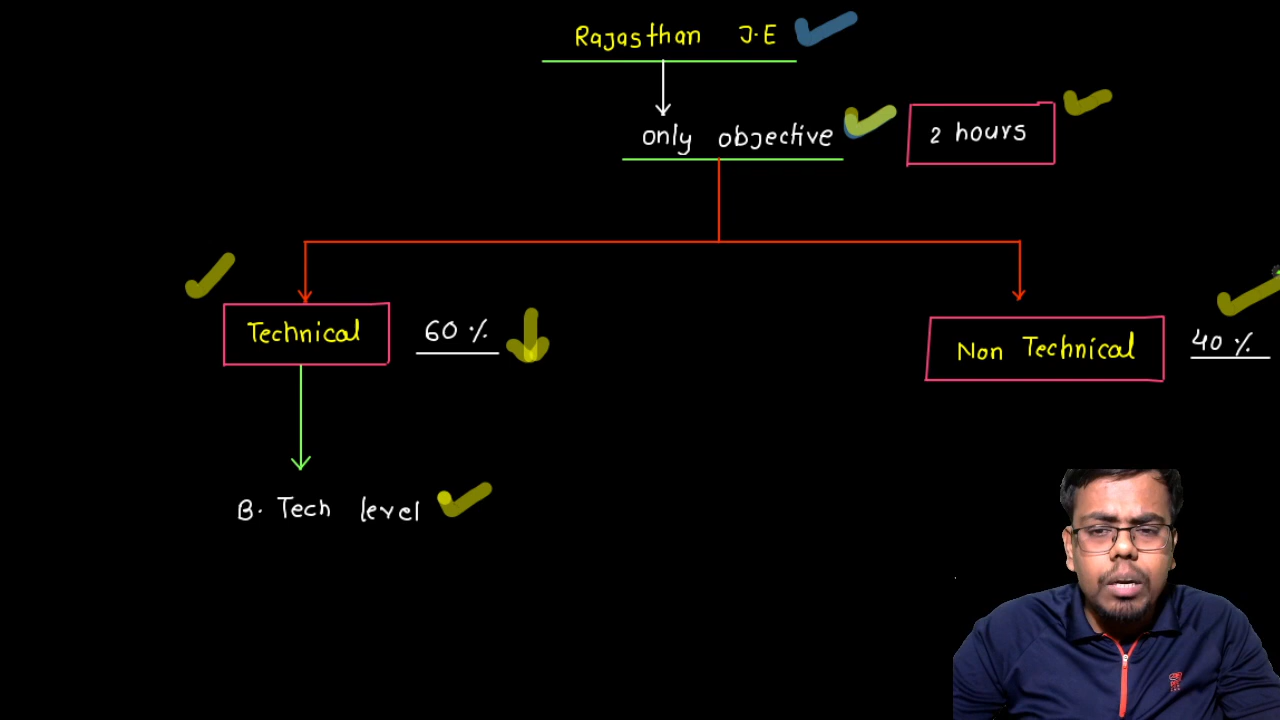 Rajasthan J.E
only objective
2 hours
Technical
60 %
Non Technical
40 %
B. Tech level